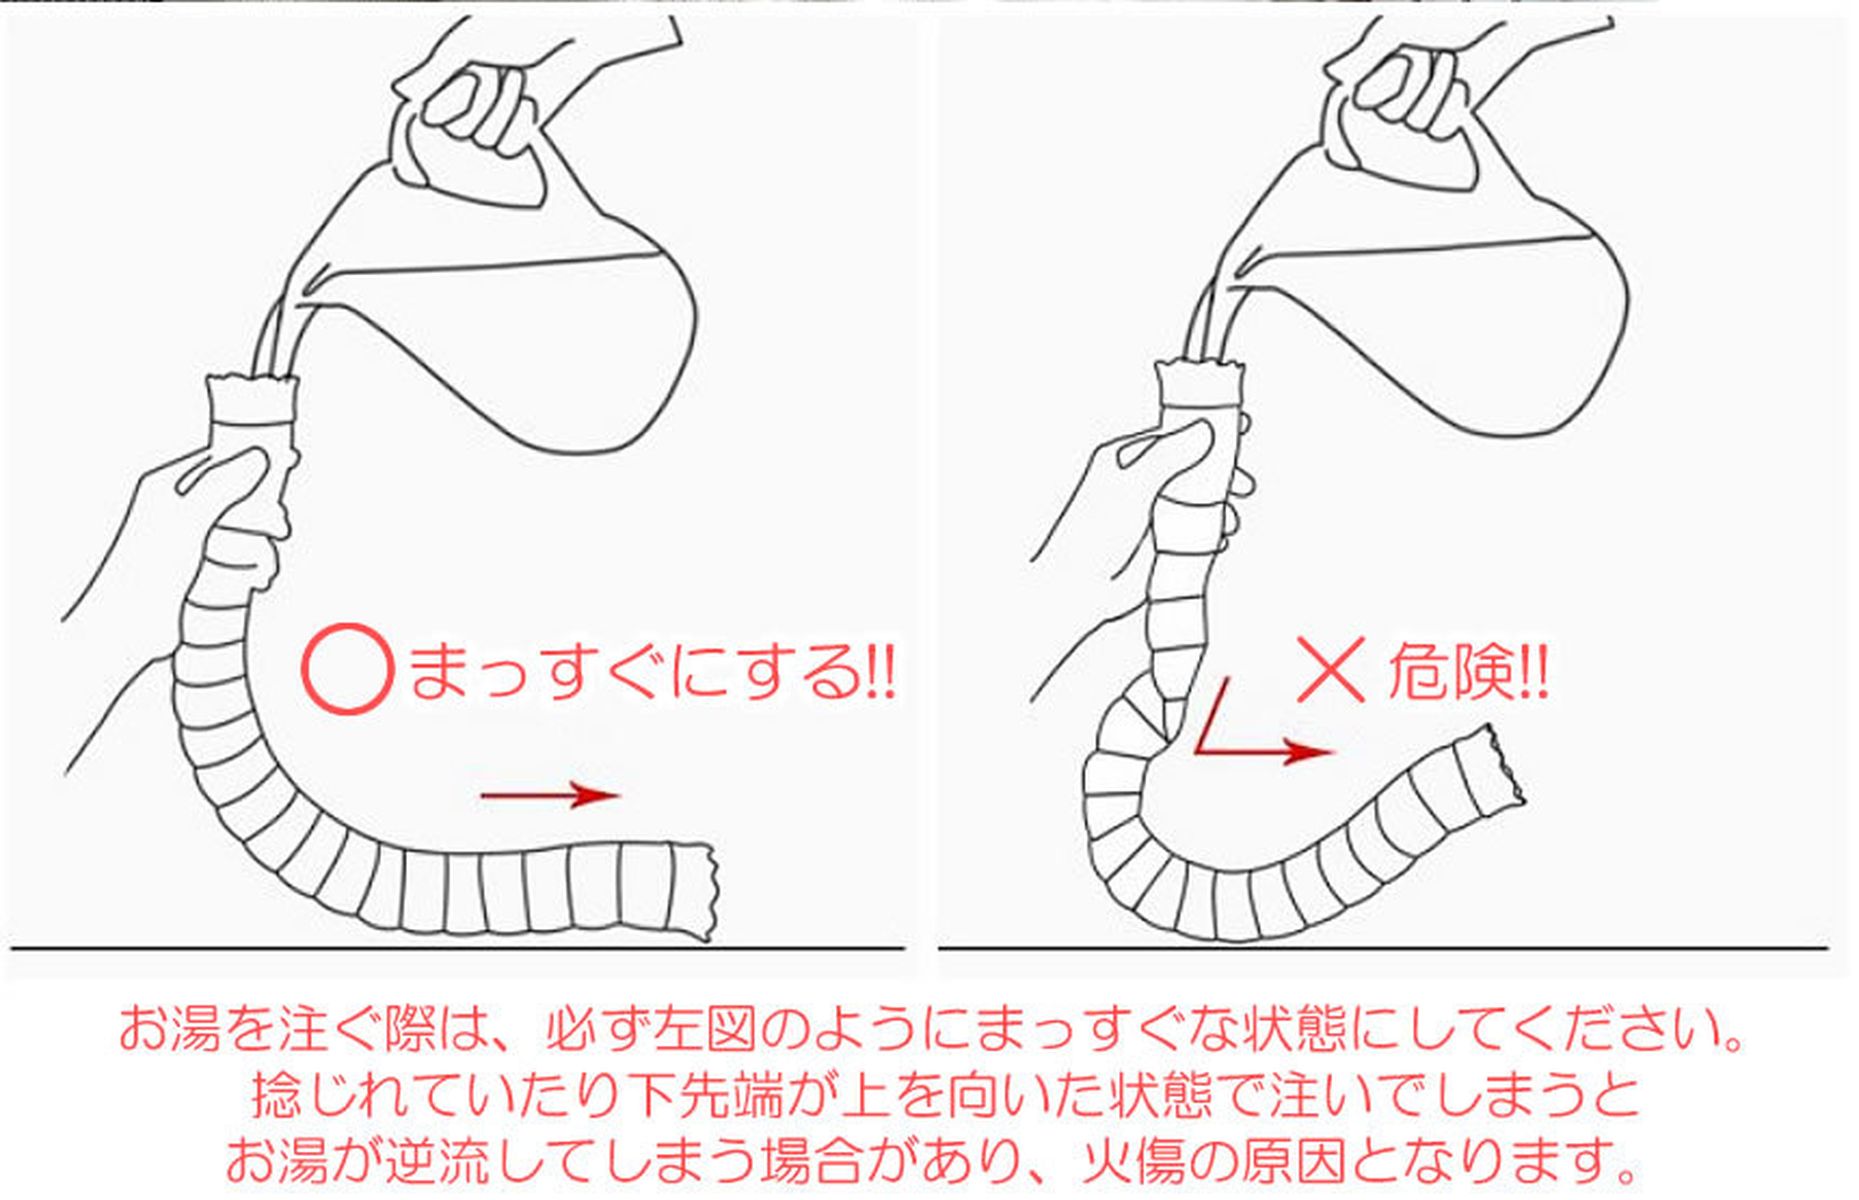 ○まっすぐにする!!
× 危険!!
お湯を注ぐ際は、必ず左図のようにまっすぐな状態にしてください。
捻じれていたり下先端が上を向いた状態で注いでしまうと
お湯が逆流してしまう場合があり、火傷の原因となります。